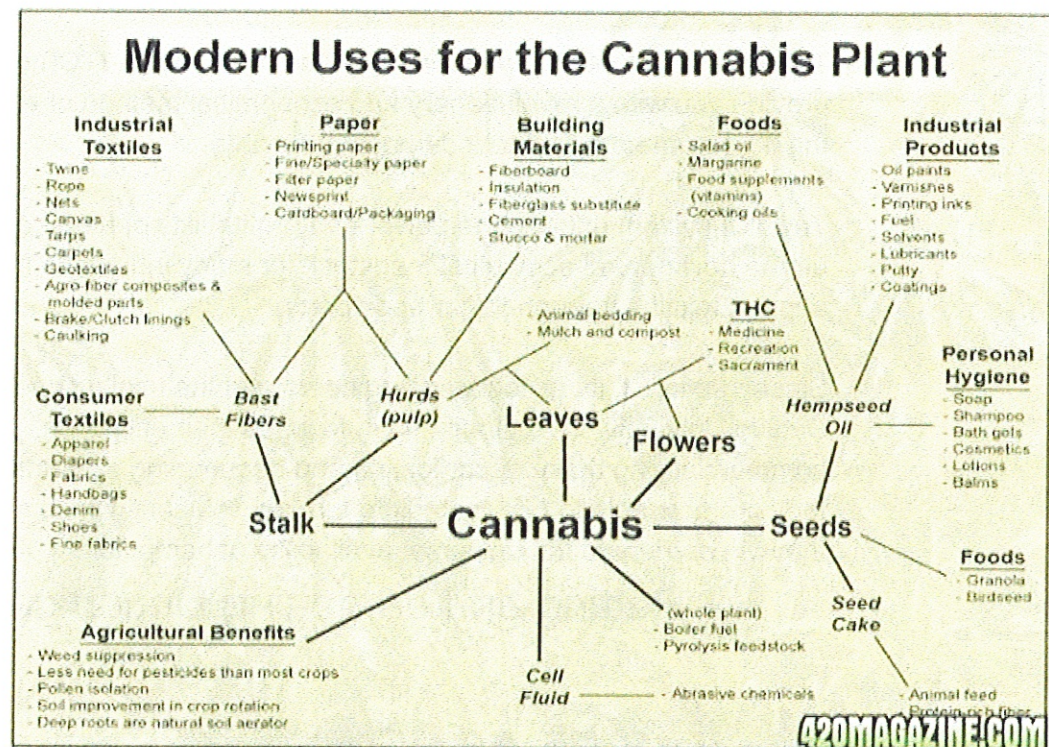 Modern Uses for the Cannabis Plant
Industrial
Textiles
- Twine
- Rope
- Nets
- Canvas
- Tarps
- Carpets
- Geotextiles
- Agro-fiber composites &
molded parts
- Brake/Clutch linings
- Caulking
Paper
- Printing paper
- Fine/Specialty paper
- Filter paper
- Newsprint
- Cardboard/Packaging
Building
Materials
- Fiberboard
- Insulation
- Fiberglass substitute
- Cement
- Stucco & mortar
Foods
- Salad oil
- Margarine
- Food supplements
(vitamins)
- Cooking oils
Industrial
Products
- Oil paints
- Varnishes
- Printing inks
- Fuel
- Solvents
- Lubricants
- Putty
- Coatings
- Animal bedding
- Mulch and compost
THC
- Medicine
- Recreation
- Sacrament
Consumer
Textiles
- Apparel
- Diapers
- Fabrics
- Handbags
- Denim
- Shoes
- Fine fabrics
Bast
Fibers
Hurds
(pulp)
Leaves
Flowers
Hempseed
Oil
Personal
Hygiene
- Soap
- Shampoo
- Bath gels
- Cosmetics
- Lotions
- Balms
Stalk
Cannabis
Seeds
Foods
- Granola
- Birdseed
Agricultural Benefits
- Weed suppression
- Less need for pesticides than most crops
- Pollen isolation
- Soil improvement in crop rotation
- Deep roots are natural soil aerator
Cell
Fluid
- Abrasive chemicals
(whole plant)
- Boiler fuel
- Pyrolysis feedstock
Seed
Cake
- Animal feed
- Protein-rich fiber
420MAGAZINE.COM